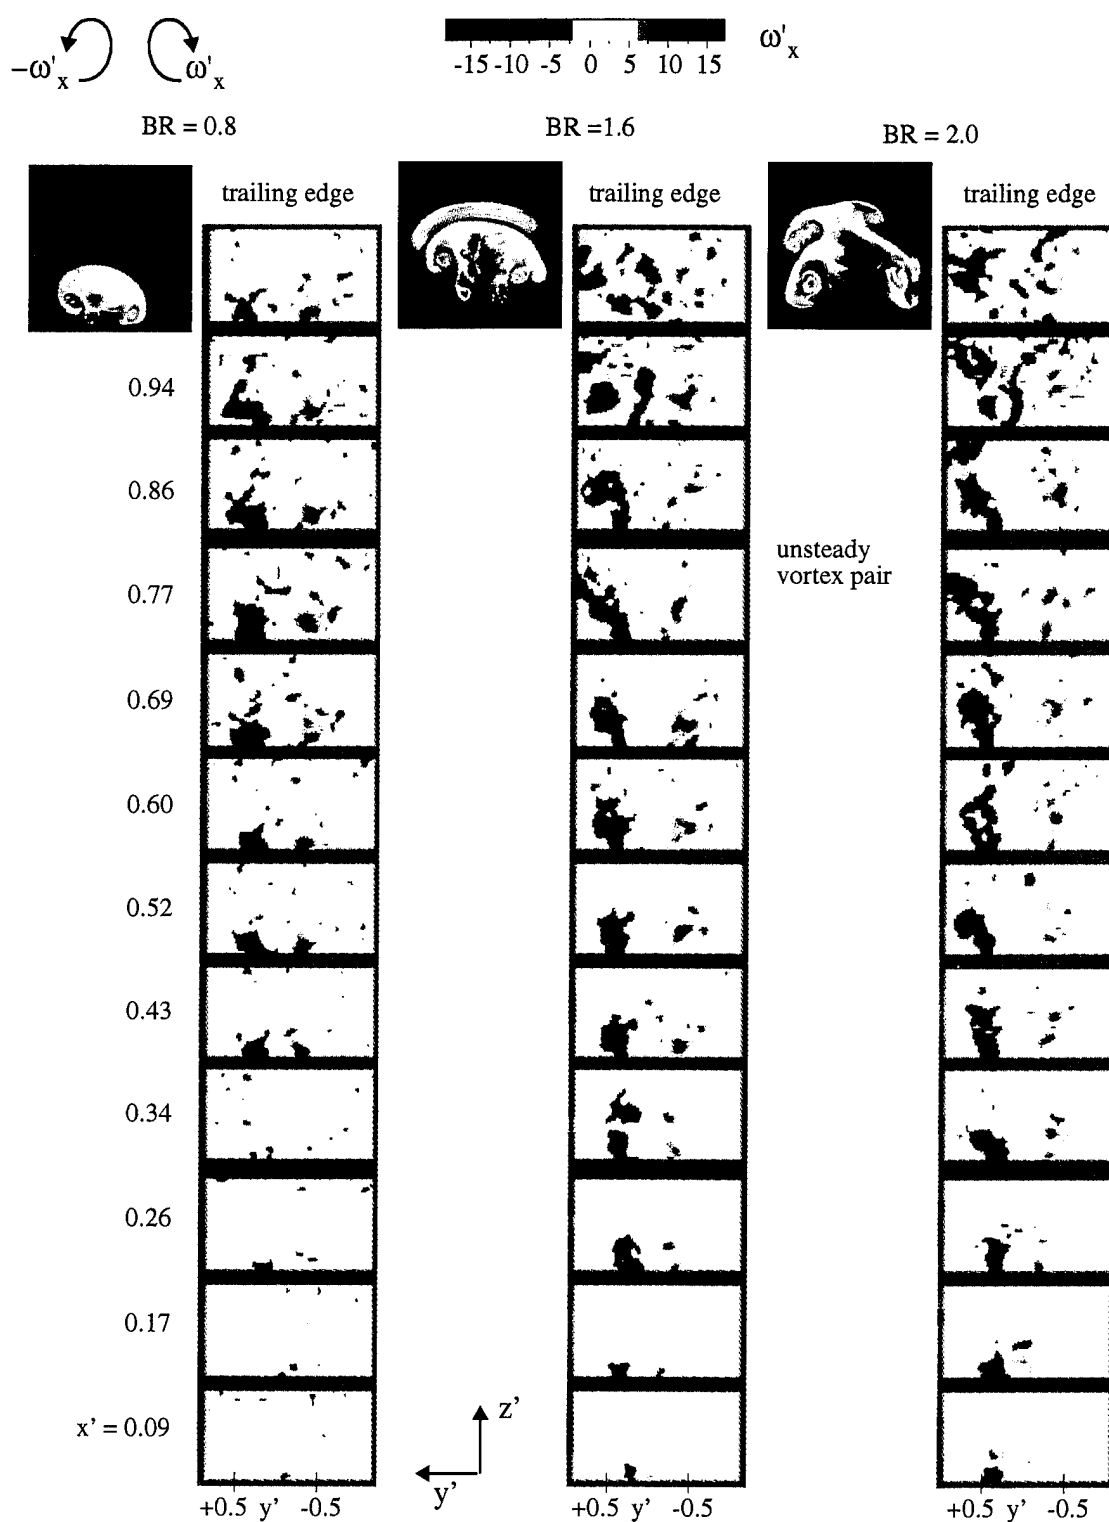 -ω'x ω'x
-15 -10 -5 0 5 10 15 ω'x
BR = 0.8 BR =1.6 BR = 2.0
trailing edge trailing edge trailing edge
0.94
0.86
unsteady
vortex pair
0.77
0.69
0.60
0.52
0.43
0.34
0.26
0.17
x' = 0.09
z'
y'
+0.5 y' -0.5 +0.5 y' -0.5 +0.5 y' -0.5